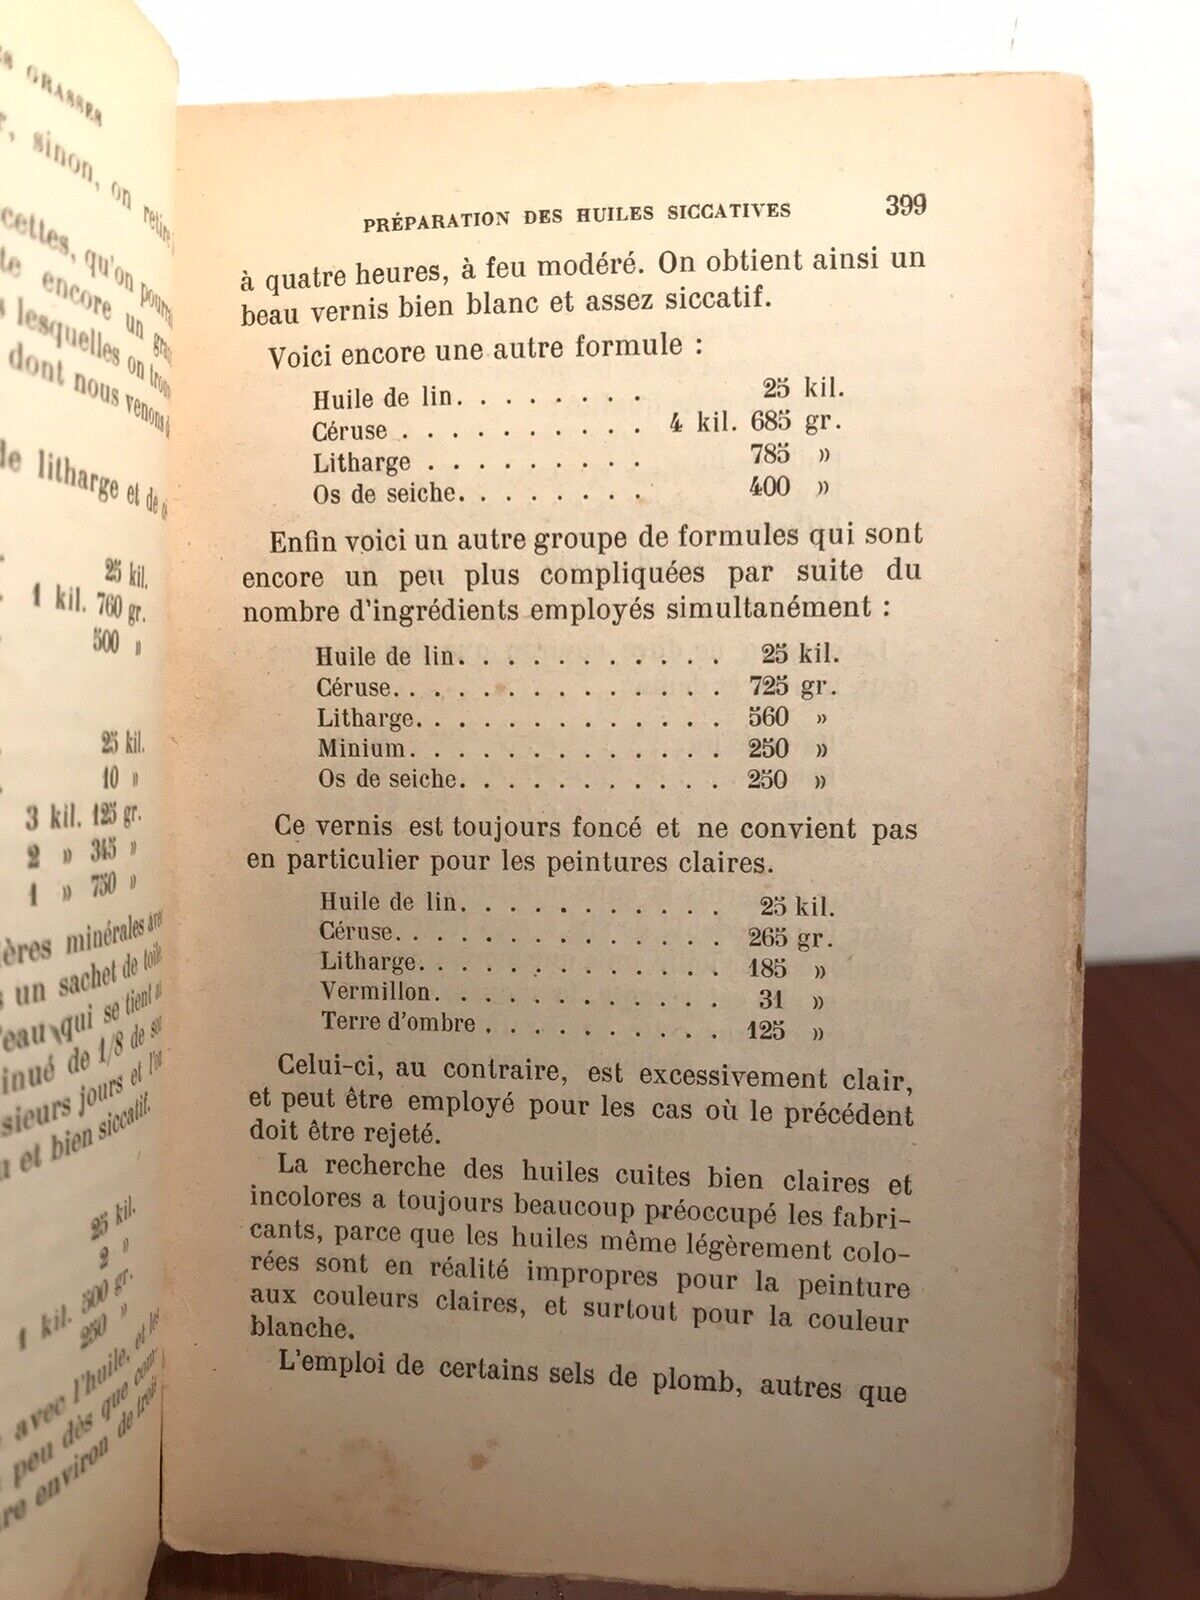 ES GRASSES
sinon, on retire
cettes, qu'on pourra
te encore un gra
s lesquelles on trou
dont nous venons d
de litharge et de
25 kil.
1 kil. 760 gr.
500 »
25 kil.
10 »
3 kil. 125 gr.
2 » 345 »
1 » 750 »
ières minérales avec
s un sachet de toile
'eau qui se tient a
inué de 1/8 de son
sieurs jours et l'on
u et bien siccatif.
25 kil.
2 »
1 kil. 500 gr.
250 »
avec l'huile, et le
peu dès que com-
re environ de trois
PRÉPARATION DES HUILES SICCATIVES 399
à quatre heures, à feu modéré. On obtient ainsi un
beau vernis bien blanc et assez siccatif.
Voici encore une autre formule :
Huile de lin. . . . . . . . 25 kil.
Céruse . . . . . . . . . . 4 kil. 685 gr.
Litharge . . . . . . . . . 785 »
Os de seiche. . . . . . . . 400 »
Enfin voici un autre groupe de formules qui sont
encore un peu plus compliquées par suite du
nombre d'ingrédients employés simultanément :
Huile de lin. . . . . . . . . . . 25 kil.
Céruse. . . . . . . . . . . . . 725 gr.
Litharge. . . . . . . . . . . . 560 »
Minium. . . . . . . . . . . . . 250 »
Os de seiche. . . . . . . . . . . 250 »
Ce vernis est toujours foncé et ne convient pas
en particulier pour les peintures claires.
Huile de lin. . . . . . . . . . . 25 kil.
Céruse. . . . . . . . . . . . . 265 gr.
Litharge. . . . . . . . . . . . 185 »
Vermillon. . . . . . . . . . . . 31 »
Terre d'ombre . . . . . . . . . . 125 »
Celui-ci, au contraire, est excessivement clair,
et peut être employé pour les cas où le précédent
doit être rejeté.
La recherche des huiles cuites bien claires et
incolores a toujours beaucoup préoccupé les fabri-
cants, parce que les huiles même légèrement colo-
rées sont en réalité impropres pour la peinture
aux couleurs claires, et surtout pour la couleur
blanche.
L'emploi de certains sels de plomb, autres que